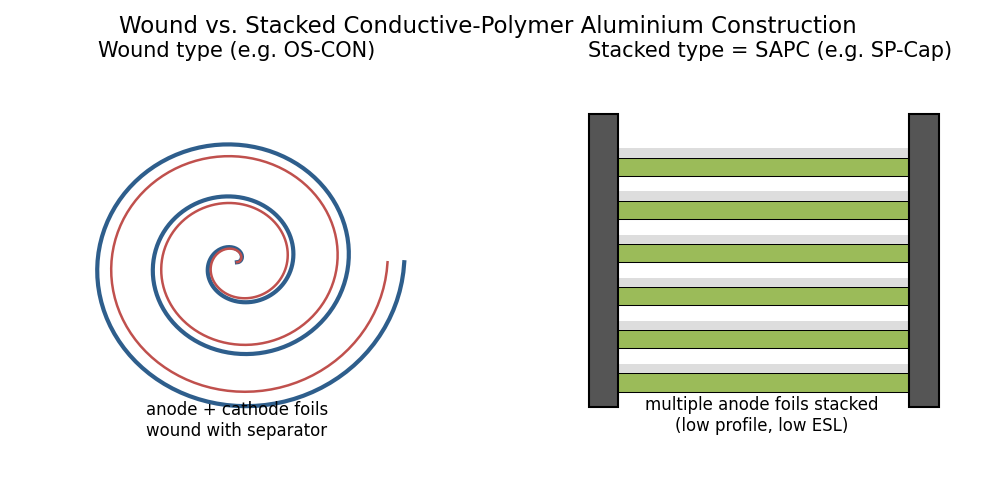 Wound vs. Stacked Conductive-Polymer Aluminium Construction
Wound type (e.g. OS-CON)
Stacked type = SAPC (e.g. SP-Cap)
anode + cathode foils
wound with separator
multiple anode foils stacked
(low profile, low ESL)